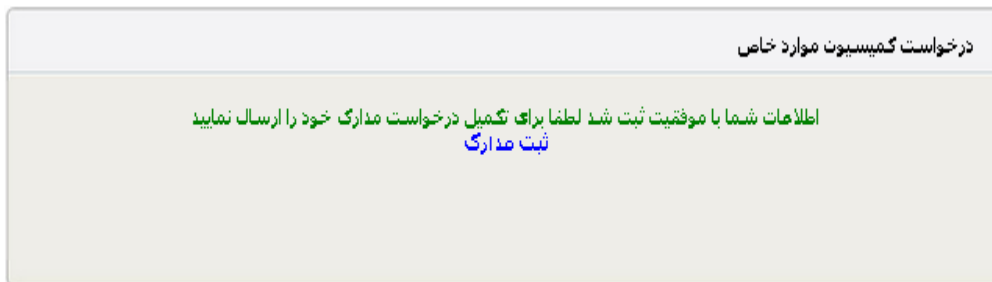 درخواست کمیسیون موارد خاص
اطلاعات شما با موفقیت ثبت شد لطفا برای تکمیل درخواست مدارک خود را ارسال نمایید
ثبت مدارک